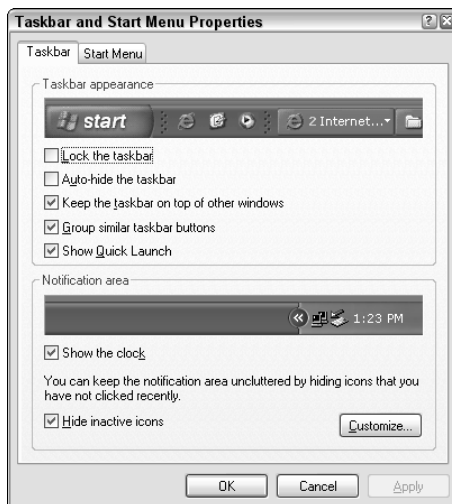 Taskbar and Start Menu Properties
Taskbar
Start Menu
Taskbar appearance
start
2 Internet...
Lock the taskbar
Auto-hide the taskbar
Keep the taskbar on top of other windows
Group similar taskbar buttons
Show Quick Launch
Notification area
1:23 PM
Show the clock
You can keep the notification area uncluttered by hiding icons that you
have not clicked recently.
Hide inactive icons
Customize...
OK
Cancel
Apply